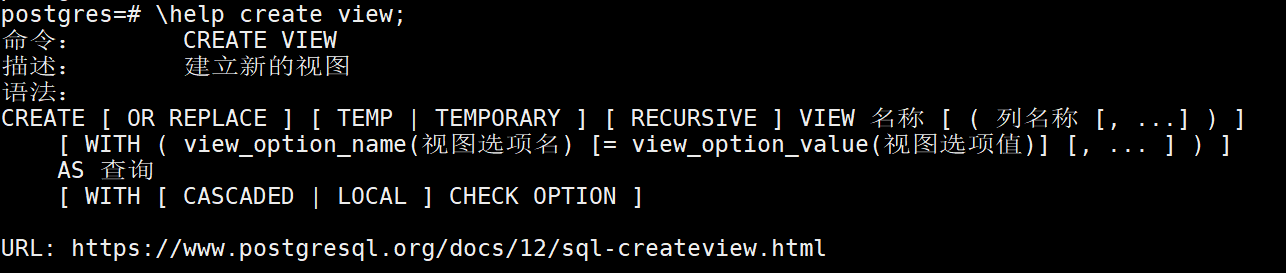 postgres=# \help create view;
命令：       CREATE VIEW
描述：       建立新的视图
语法：
CREATE [ OR REPLACE ] [ TEMP | TEMPORARY ] [ RECURSIVE ] VIEW 名称 [ ( 列名称 [, ...] ) ]
    [ WITH ( view_option_name(视图选项名) [= view_option_value(视图选项值)] [, ... ] ) ]
    AS 查询
    [ WITH [ CASCADED | LOCAL ] CHECK OPTION ]
URL: https://www.postgresql.org/docs/12/sql-createview.html